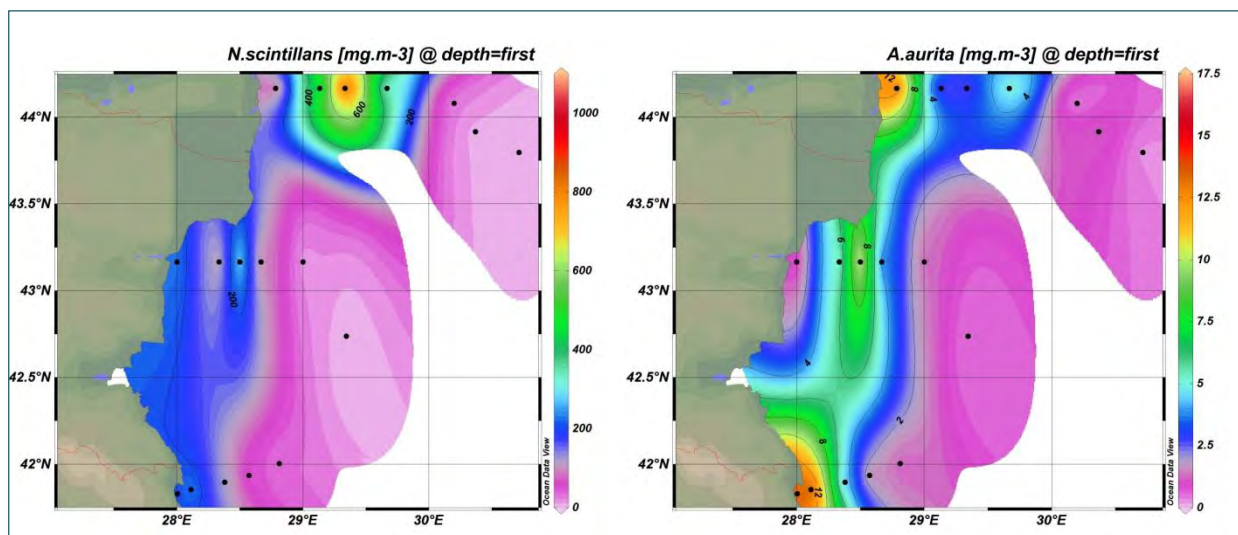 N.scintillans [mg.m-3] @ depth=first
44°N
43.5°N
43°N
42.5°N
42°N
28°E
29°E
30°E
400
600
200
200
1000
800
600
400
200
0
Ocean Data View
A.aurita [mg.m-3] @ depth=first
44°N
43.5°N
43°N
42.5°N
42°N
28°E
29°E
30°E
12
8
4
4
6
8
4
2
8
12
17.5
15
12.5
10
7.5
5
2.5
0
Ocean Data View